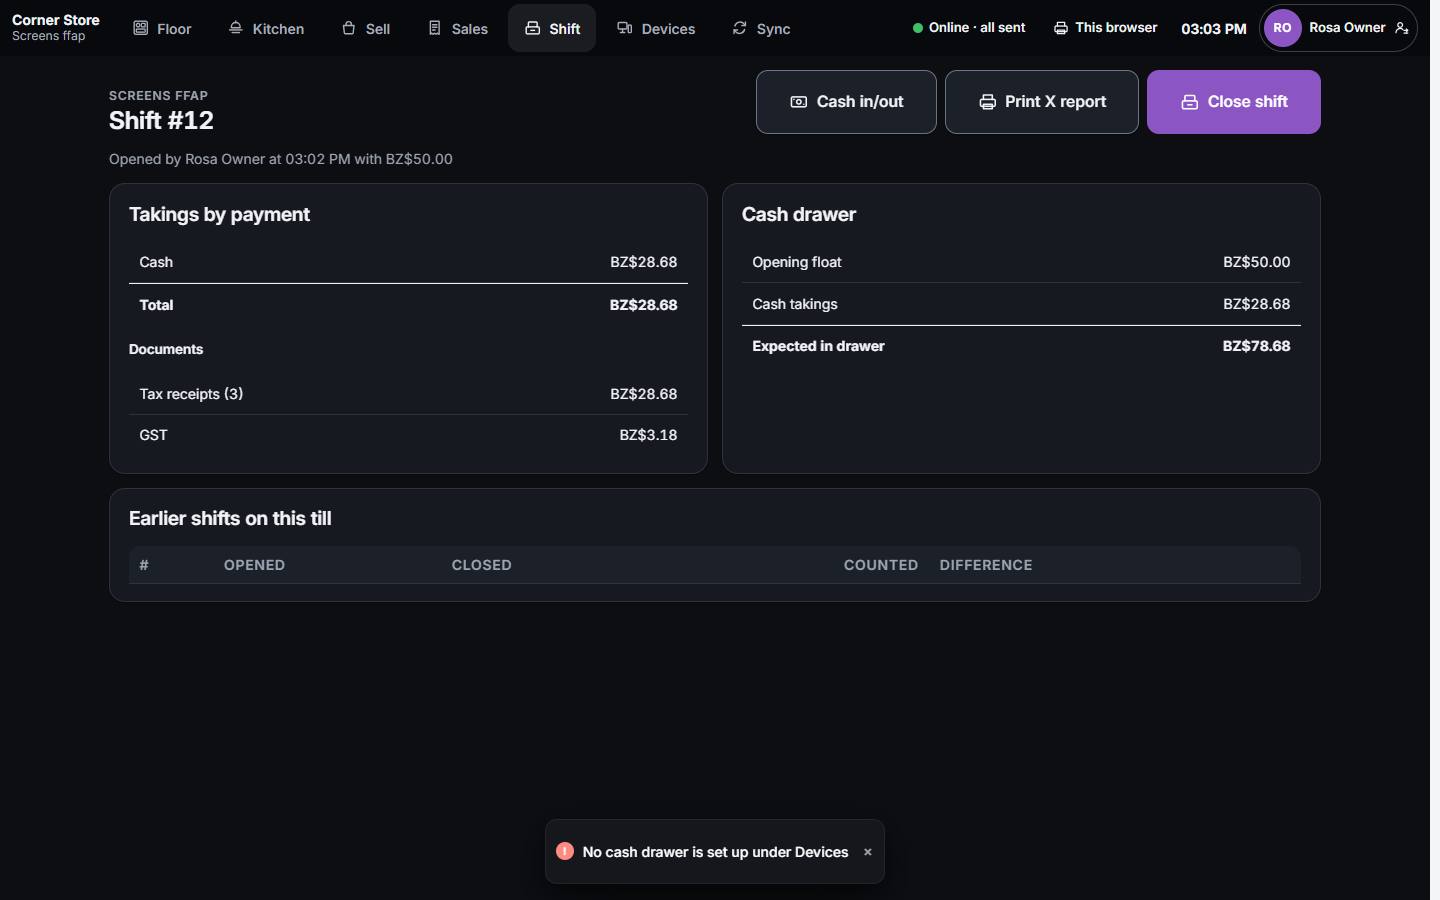 Corner Store
Screens ffap
Floor
Kitchen
Sell
Sales
Shift
Devices
Sync
Online · all sent
This browser
03:03 PM
RO
Rosa Owner
SCREENS FFAP
Shift #12
Cash in/out
Print X report
Close shift
Opened by Rosa Owner at 03:02 PM with BZ$50.00
Takings by payment
Cash BZ$28.68
Total BZ$28.68
Documents
Tax receipts (3) BZ$28.68
GST BZ$3.18
Cash drawer
Opening float BZ$50.00
Cash takings BZ$28.68
Expected in drawer BZ$78.68
Earlier shifts on this till
# OPENED CLOSED COUNTED DIFFERENCE
No cash drawer is set up under Devices ×